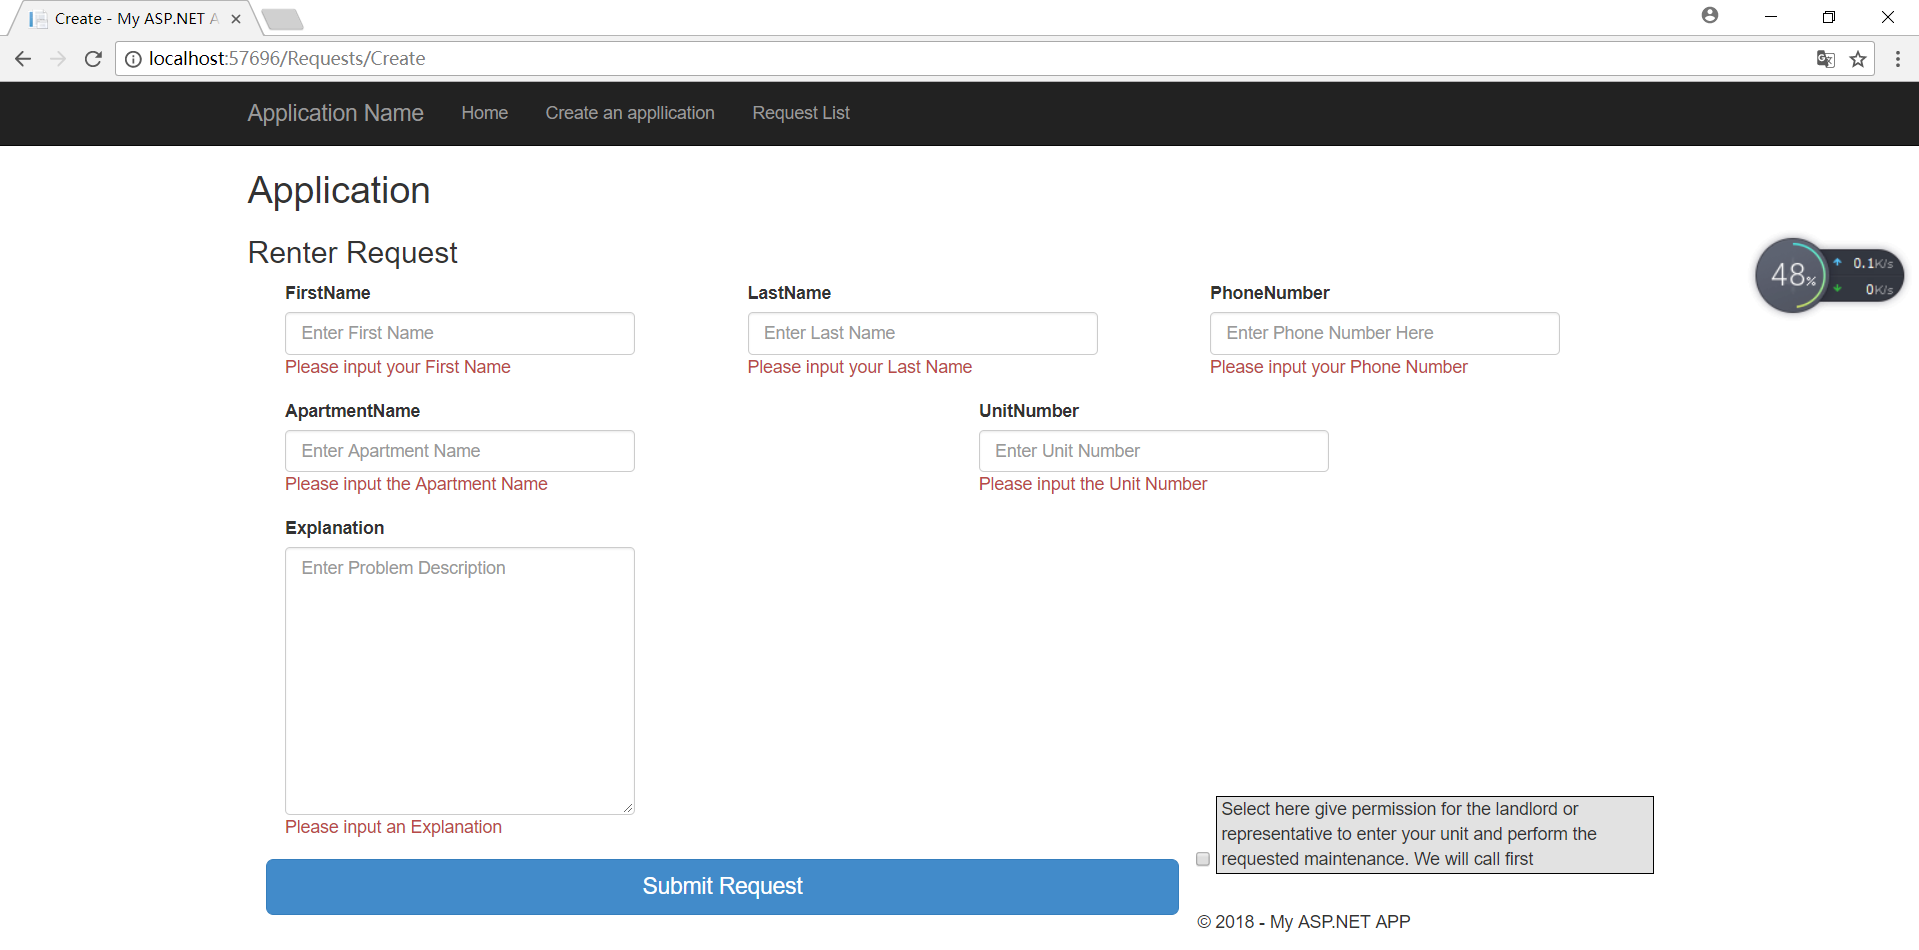 Create - My ASP.NET A
localhost:57696/Requests/Create
Application Name Home Create an appllication Request List
Application
Renter Request
FirstName LastName PhoneNumber
Enter First Name Enter Last Name Enter Phone Number Here
Please input your First Name Please input your Last Name Please input your Phone Number
48% 0.1K/s
0K/s
ApartmentName UnitNumber
Enter Apartment Name Enter Unit Number
Please input the Apartment Name Please input the Unit Number
Explanation
Enter Problem Description
Please input an Explanation
Select here give permission for the landlord or
representative to enter your unit and perform the
requested maintenance. We will call first
Submit Request
© 2018 - My ASP.NET APP